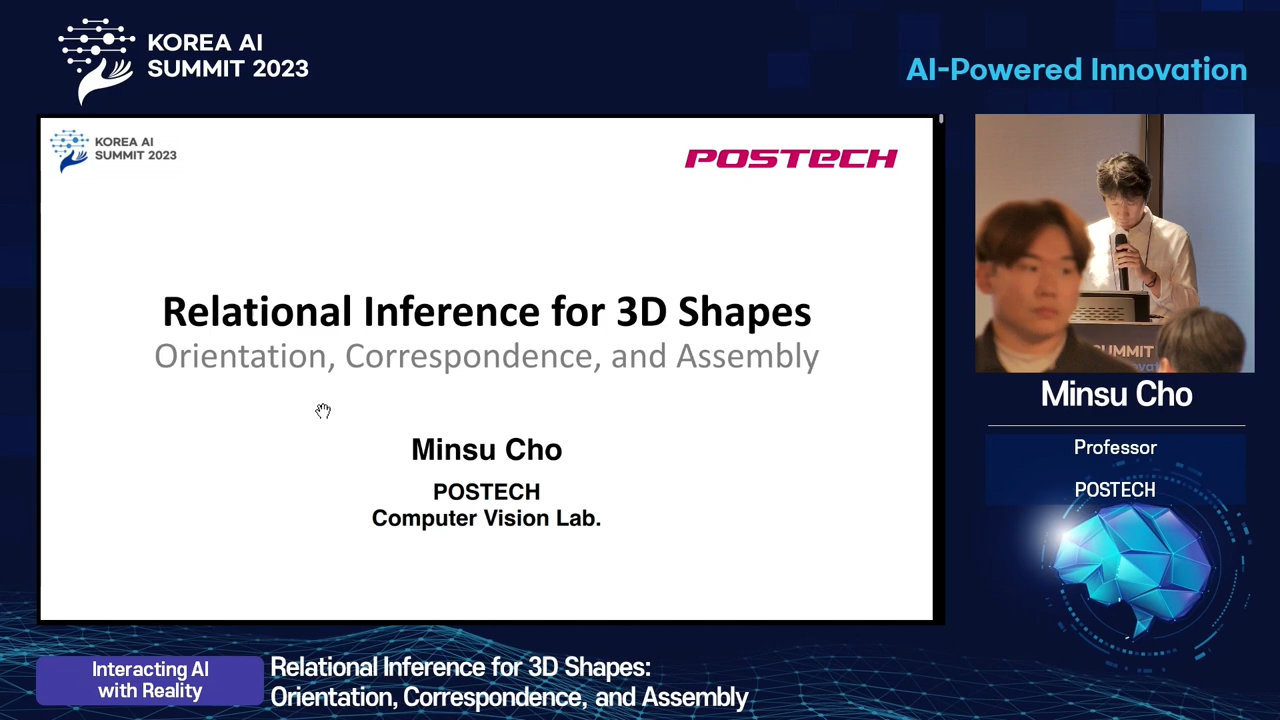 KOREA AI
SUMMIT 2023
AI-Powered Innovation
KOREA AI
SUMMIT 2023
POSTECH
Relational Inference for 3D Shapes
Orientation, Correspondence, and Assembly
Minsu Cho
POSTECH
Computer Vision Lab.
SUMMIT
Minsu Cho
Professor
POSTECH
Interacting AI
with Reality
Relational Inference for 3D Shapes:
Orientation, Correspondence, and Assembly